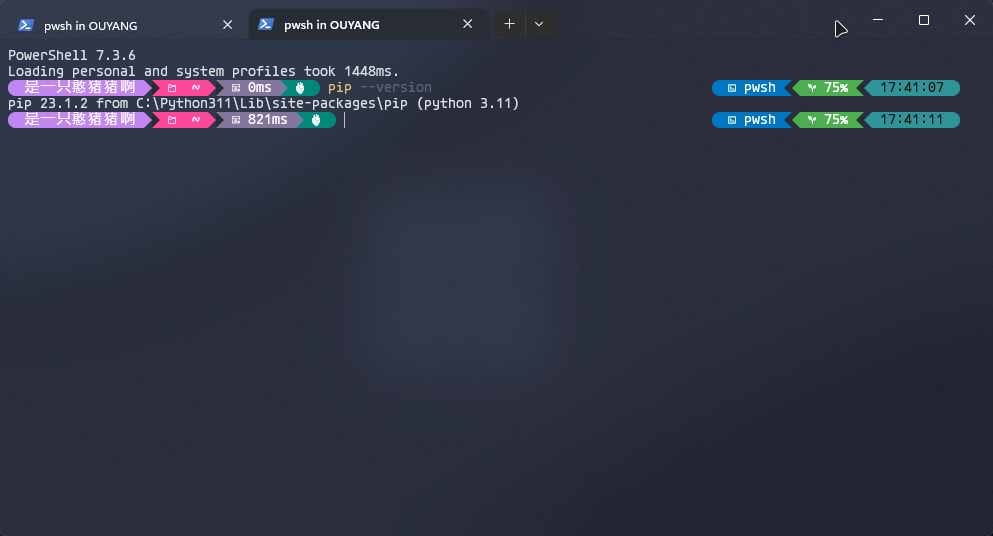 pwsh in OUYANG
pwsh in OUYANG
PowerShell 7.3.6
Loading personal and system profiles took 1448ms.
是一只憨猪猪啊 ~ 0ms pip --version pwsh 75% 17:41:07
pip 23.1.2 from C:\Python311\Lib\site-packages\pip (python 3.11)
是一只憨猪猪啊 ~ 821ms pwsh 75% 17:41:11